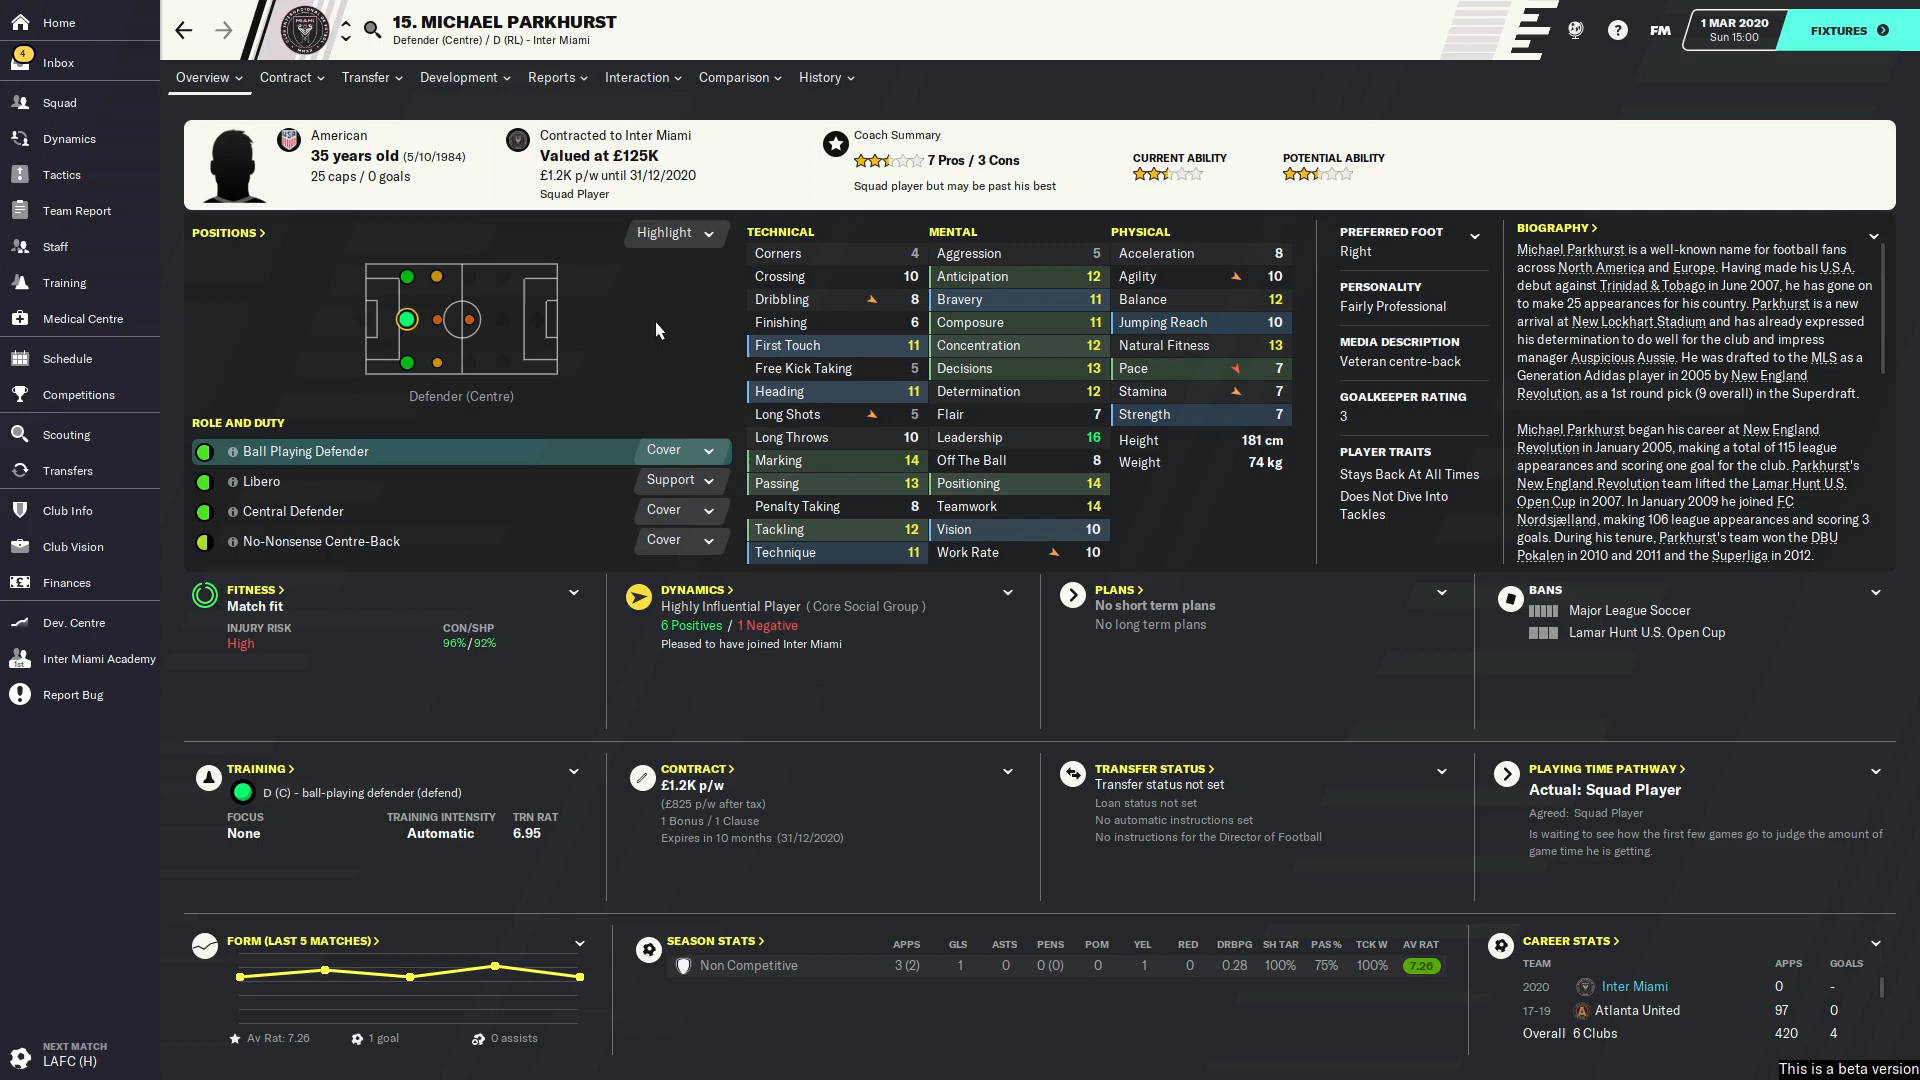 Home
4
Inbox
Squad
Dynamics
Tactics
Team Report
Staff
Training
Medical Centre
Schedule
Competitions
Scouting
Transfers
Club Info
Club Vision
Finances
Dev. Centre
1st
Inter Miami Academy
Report Bug
NEXT MATCH
LAFC (H)
15. MICHAEL PARKHURST
Defender (Centre) / D (RL) - Inter Miami
?
FM
1 MAR 2020
Sun 15:00
FIXTURES
Overview
Contract
Transfer
Development
Reports
Interaction
Comparison
History
American
35 years old (5/10/1984)
25 caps / 0 goals
Contracted to Inter Miami
Valued at £125K
£1.2K p/w until 31/12/2020
Squad Player
Coach Summary
7 Pros / 3 Cons
Squad player but may be past his best
CURRENT ABILITY
POTENTIAL ABILITY
POSITIONS >
Highlight
Defender (Centre)
ROLE AND DUTY
Ball Playing Defender Cover
Libero Support
Central Defender Cover
No-Nonsense Centre-Back Cover
TECHNICAL
Corners 4
Crossing 10
Dribbling 8
Finishing 6
First Touch 11
Free Kick Taking 5
Heading 11
Long Shots 5
Long Throws 10
Marking 14
Passing 13
Penalty Taking 8
Tackling 12
Technique 11
MENTAL
Aggression 5
Anticipation 12
Bravery 11
Composure 11
Concentration 12
Decisions 13
Determination 12
Flair 7
Leadership 16
Off The Ball 8
Positioning 14
Teamwork 14
Vision 10
Work Rate 10
PHYSICAL
Acceleration 8
Agility 10
Balance 12
Jumping Reach 10
Natural Fitness 13
Pace 7
Stamina 7
Strength 7
Height 181 cm
Weight 74 kg
PREFERRED FOOT
Right
PERSONALITY
Fairly Professional
MEDIA DESCRIPTION
Veteran centre-back
GOALKEEPER RATING
3
PLAYER TRAITS
Stays Back At All Times
Does Not Dive Into
Tackles
BIOGRAPHY >
Michael Parkhurst is a well-known name for football fans
across North America and Europe. Having made his U.S.A.
debut against Trinidad & Tobago in June 2007, he has gone on
to make 25 appearances for his country. Parkhurst is a new
arrival at New Lockhart Stadium and has already expressed
his determination to do well for the club and impress
manager Auspicious Aussie. He was drafted to the MLS as a
Generation Adidas player in 2005 by New England
Revolution, as a 1st round pick (9 overall) in the Superdraft.
Michael Parkhurst began his career at New England
Revolution in January 2005, making a total of 115 league
appearances and scoring one goal for the club. Parkhurst's
New England Revolution team lifted the Lamar Hunt U.S.
Open Cup in 2007. In January 2009 he joined FC
Nordsjælland, making 106 league appearances and scoring 3
goals. During his tenure, Parkhurst's team won the DBU
Pokalen in 2010 and 2011 and the Superliga in 2012.
FITNESS >
Match fit
INJURY RISK
High
CON/SHP
96%/92%
DYNAMICS >
Highly Influential Player ( Core Social Group )
6 Positives / 1 Negative
Pleased to have joined Inter Miami
PLANS >
No short term plans
No long term plans
BANS
Major League Soccer
Lamar Hunt U.S. Open Cup
TRAINING >
D (C) - ball-playing defender (defend)
FOCUS TRAINING INTENSITY TRN RAT
None Automatic 6.95
CONTRACT >
£1.2K p/w
(£825 p/w after tax)
1 Bonus / 1 Clause
Expires in 10 months (31/12/2020)
TRANSFER STATUS >
Transfer status not set
Loan status not set
No automatic instructions set
No instructions for the Director of Football
PLAYING TIME PATHWAY >
Actual: Squad Player
Agreed: Squad Player
Is waiting to see how the first few games go to judge the amount of
game time he is getting.
FORM (LAST 5 MATCHES) >
Av Rat: 7.26 1 goal 0 assists
SEASON STATS > APPS GLS ASTS PENS POM YEL RED DRBPG SH TAR PAS % TCK W AV RAT
Non Competitive 3 (2) 1 0 0 (0) 0 1 0 0.28 100% 75% 100% 7.26
CAREER STATS >
TEAM APPS GOALS
2020 Inter Miami 0 -
17-19 Atlanta United 97 0
Overall 6 Clubs 420 4
This is a beta version